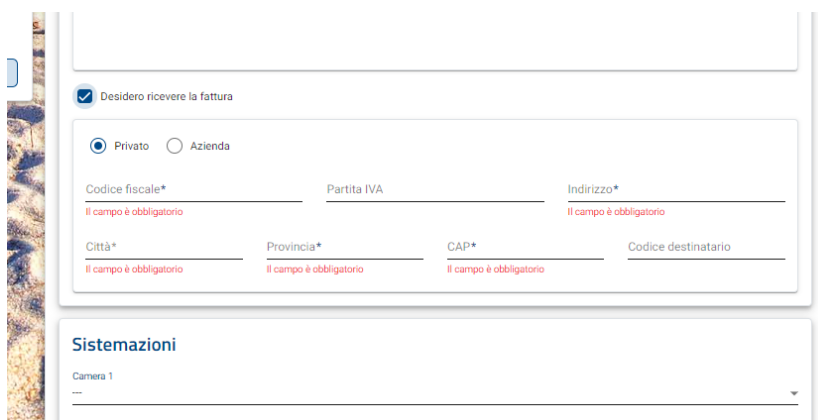 Desidero ricevere la fattura
Privato Azienda
Codice fiscale* Partita IVA Indirizzo*
Il campo è obbligatorio Il campo è obbligatorio
Città* Provincia* CAP* Codice destinatario
Il campo è obbligatorio Il campo è obbligatorio Il campo è obbligatorio
Sistemazioni
Camera 1
---